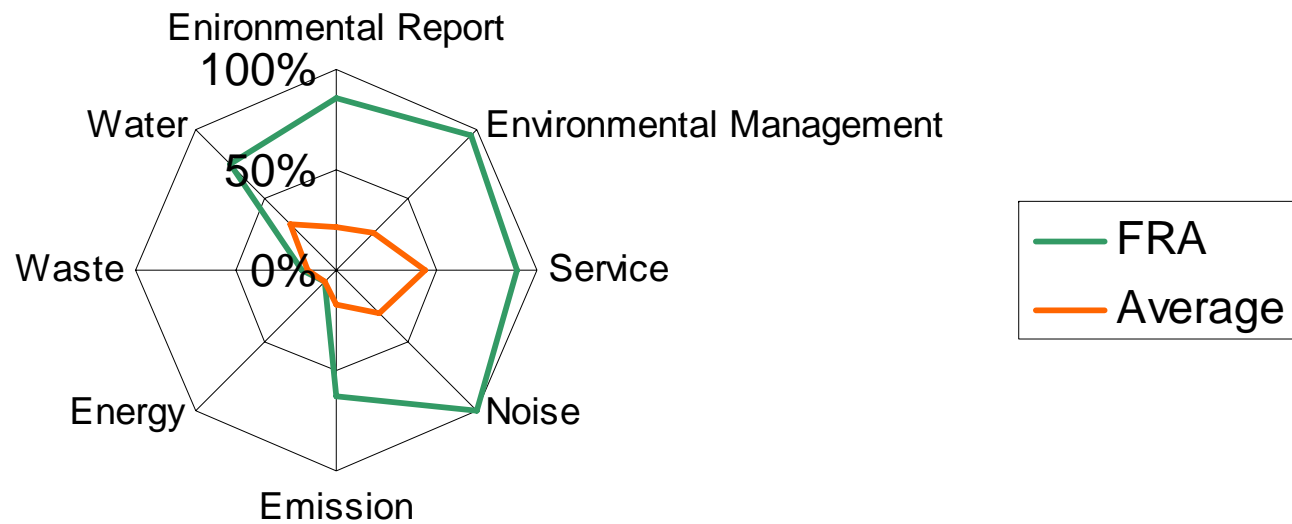 Enironmental Report
100%
Water
Environmental Management
50%
Waste
0%
Service
FRA
Average
Energy
Noise
Emission